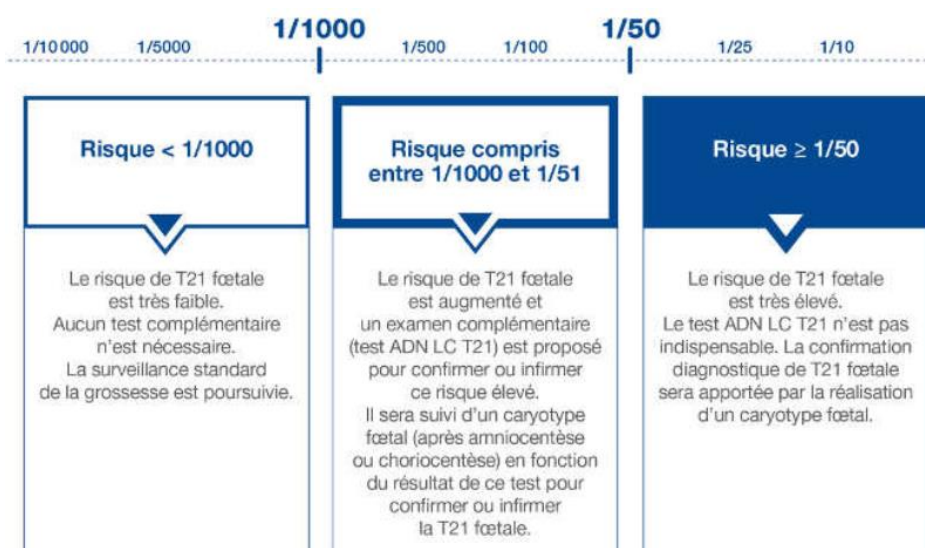 1/10 000 1/5000 1/1000 1/500 1/100 1/50 1/25 1/10
Risque < 1/1000
Le risque de T21 fœtale
est très faible.
Aucun test complémentaire
n'est nécessaire.
La surveillance standard
de la grossesse est poursuivie.
Risque compris
entre 1/1000 et 1/51
Le risque de T21 fœtale
est augmenté et
un examen complémentaire
(test ADN LC T21) est proposé
pour confirmer ou infirmer
ce risque élevé.
Il sera suivi d'un caryotype
fœtal (après amniocentèse
ou choriocentèse) en fonction
du résultat de ce test pour
confirmer ou infirmer
la T21 fœtale.
Risque ≥ 1/50
Le risque de T21 fœtale
est très élevé.
Le test ADN LC T21 n'est pas
indispensable. La confirmation
diagnostique de T21 fœtale
sera apportée par la réalisation
d'un caryotype fœtal.